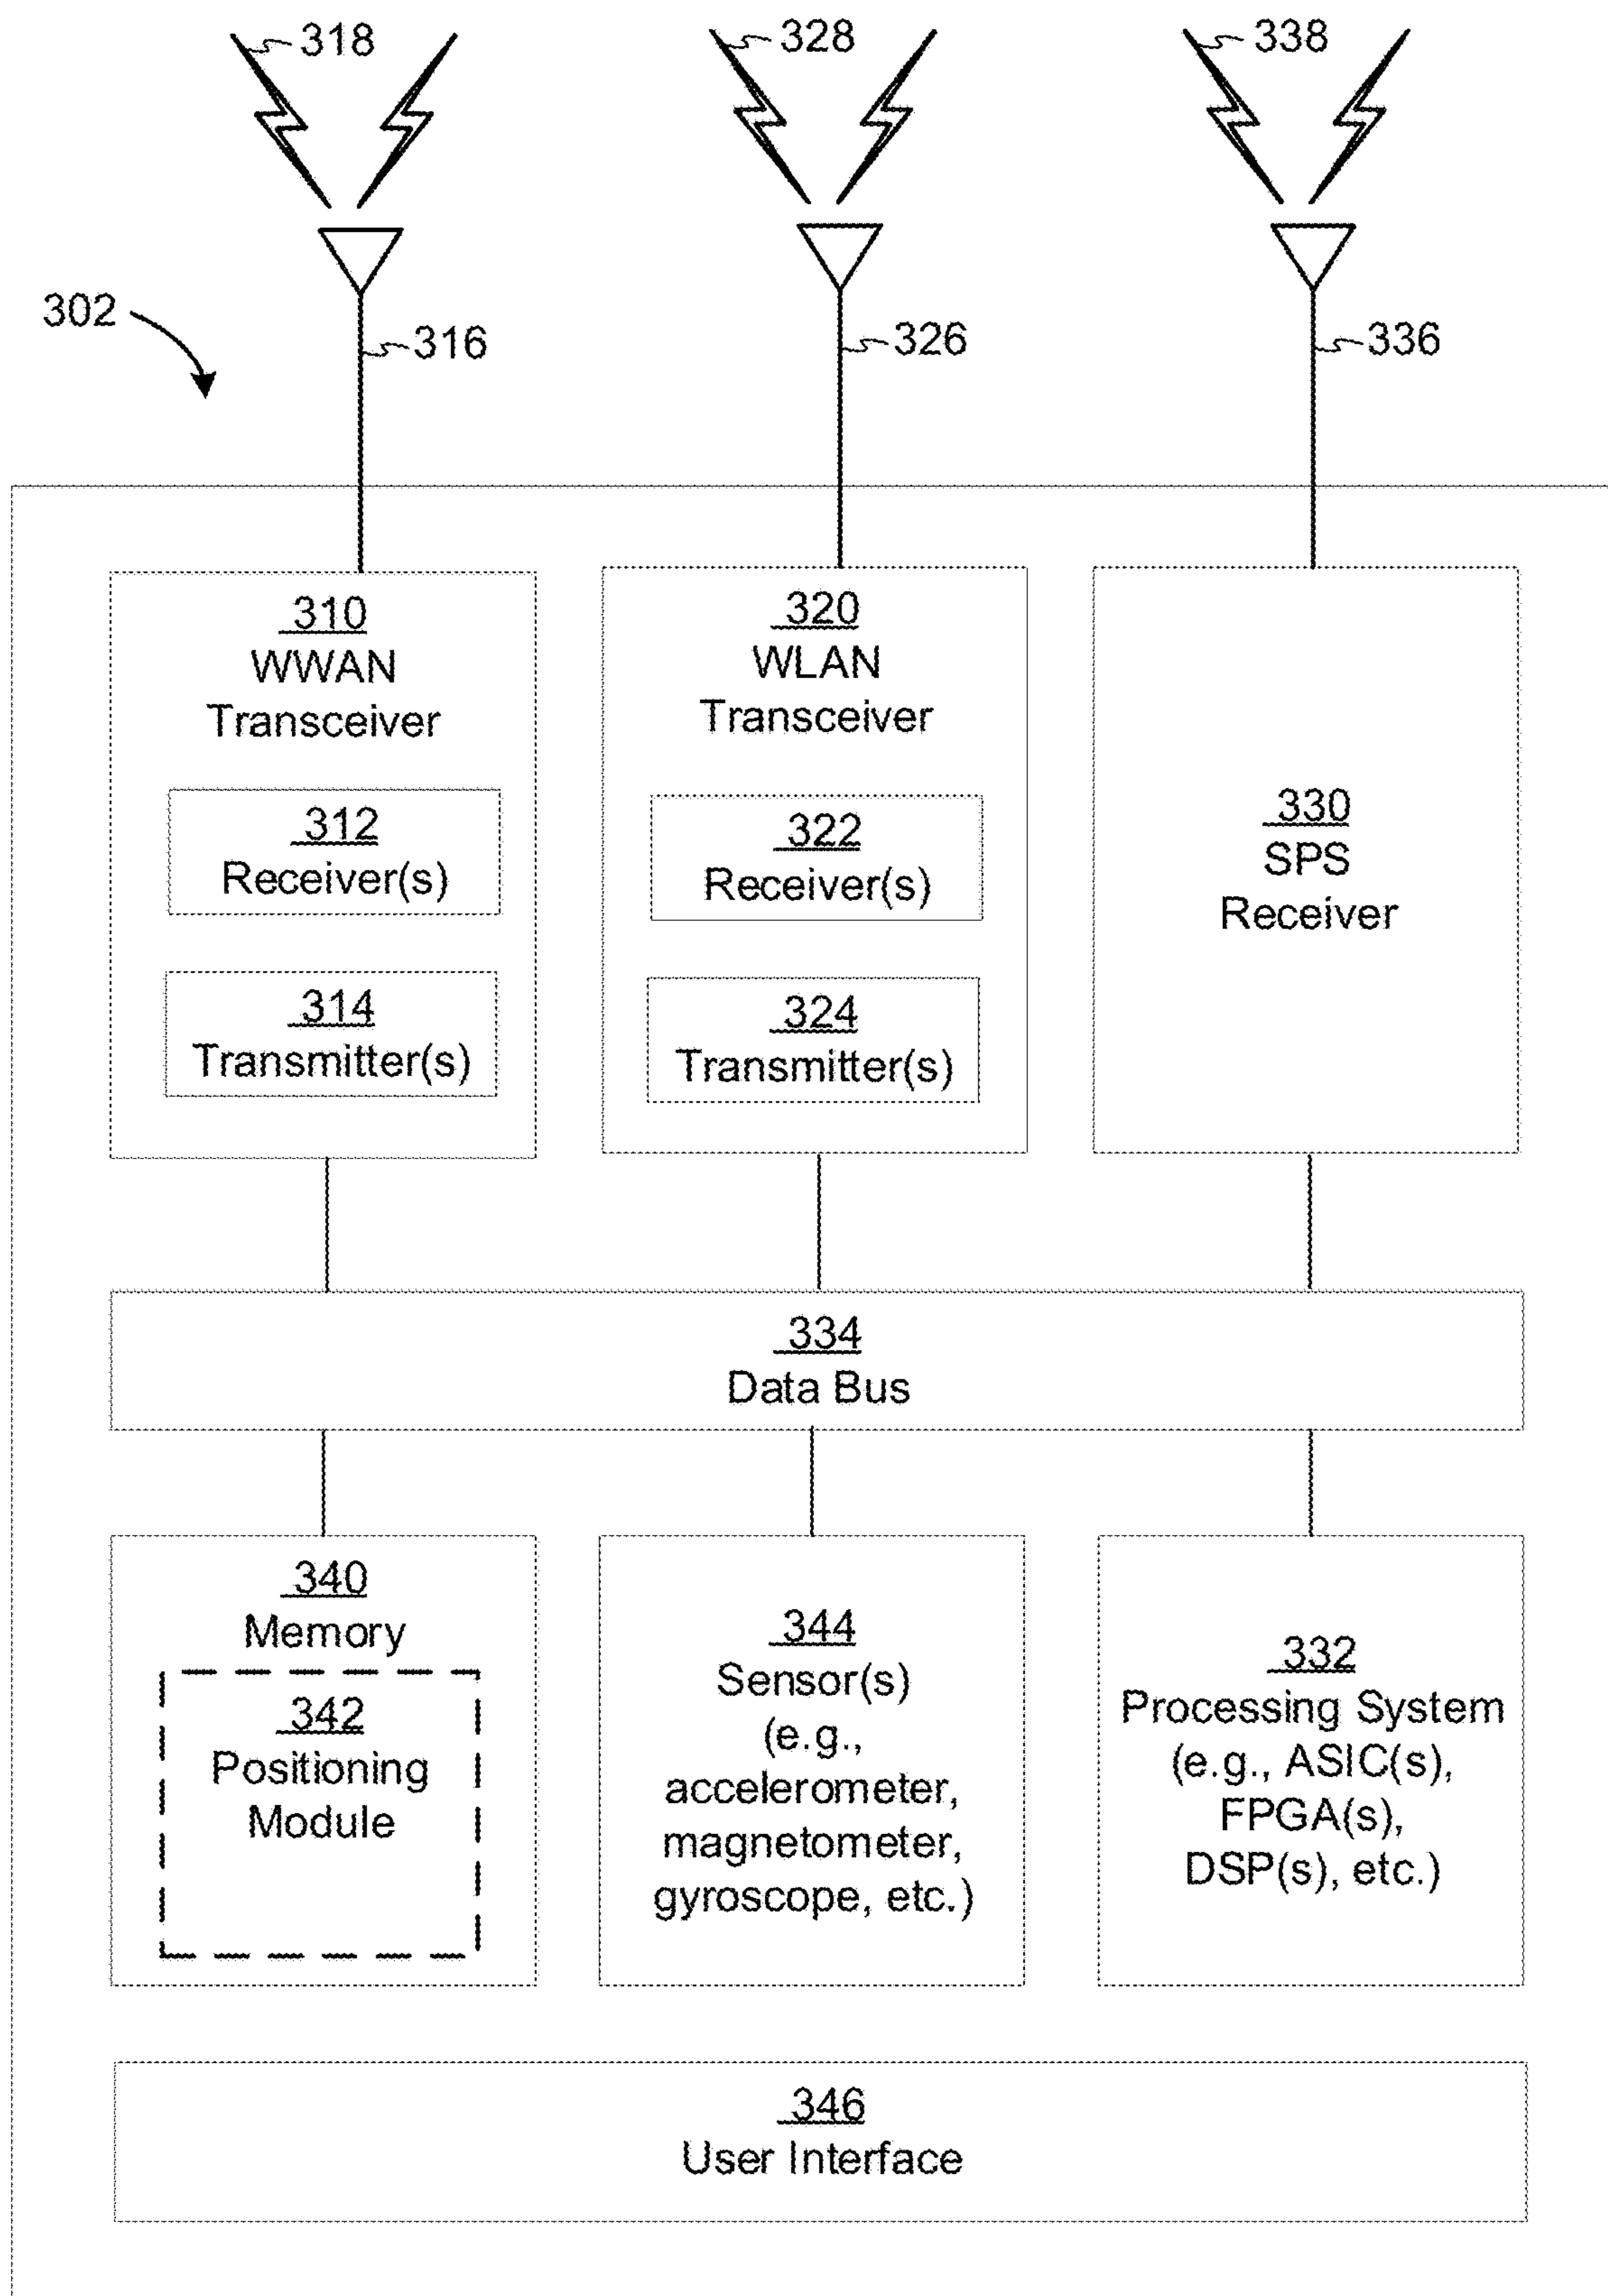 318
328
338
302
316
326
336
310
WWAN
Transceiver
312
Receiver(s)
314
Transmitter(s)
320
WLAN
Transceiver
322
Receiver(s)
324
Transmitter(s)
330
SPS
Receiver
334
Data Bus
340
Memory
342
Positioning
Module
344
Sensor(s)
(e.g.,
accelerometer,
magnetometer,
gyroscope, etc.)
332
Processing System
(e.g., ASIC(s),
FPGA(s),
DSP(s), etc.)
346
User Interface